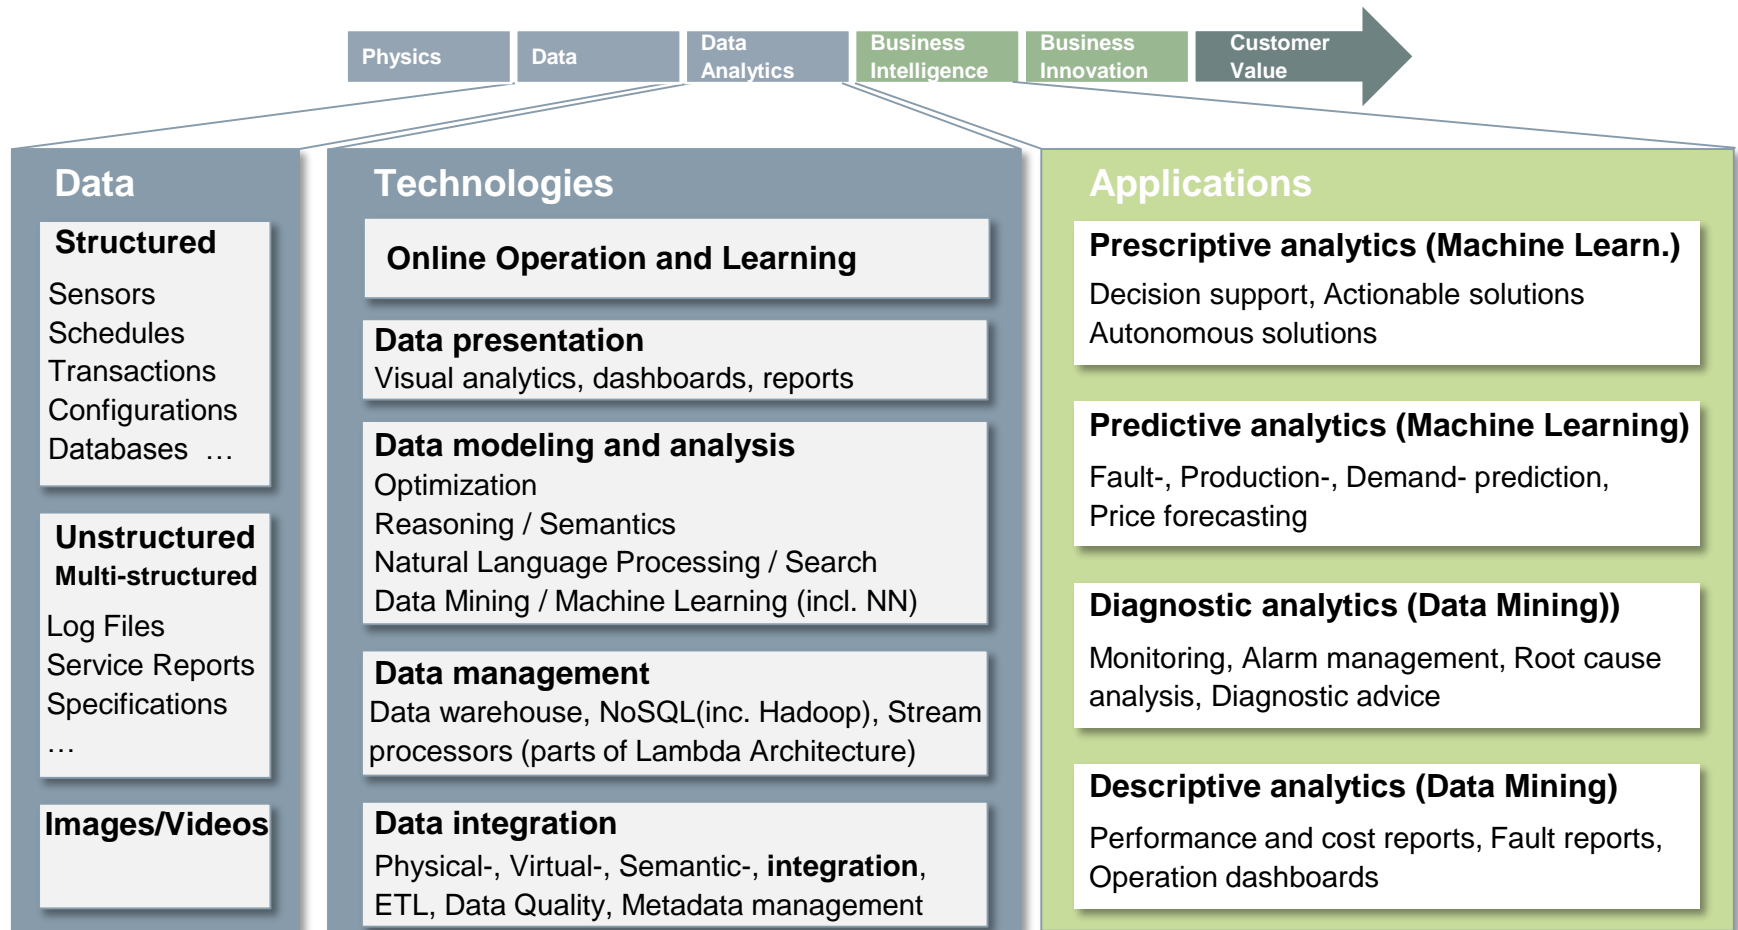 Physics
Data
Data
Analytics
Business
Intelligence
Business
Innovation
Customer
Value
Data
Structured
Sensors
Schedules
Transactions
Configurations
Databases …
Unstructured
Multi-structured
Log Files
Service Reports
Specifications
…
Images/Videos
Technologies
Online Operation and Learning
Data presentation
Visual analytics, dashboards, reports
Data modeling and analysis
Optimization
Reasoning / Semantics
Natural Language Processing / Search
Data Mining / Machine Learning (incl. NN)
Data management
Data warehouse, NoSQL(inc. Hadoop), Stream
processors (parts of Lambda Architecture)
Data integration
Physical-, Virtual-, Semantic-, integration,
ETL, Data Quality, Metadata management
Applications
Prescriptive analytics (Machine Learn.)
Decision support, Actionable solutions
Autonomous solutions
Predictive analytics (Machine Learning)
Fault-, Production-, Demand- prediction,
Price forecasting
Diagnostic analytics (Data Mining))
Monitoring, Alarm management, Root cause
analysis, Diagnostic advice
Descriptive analytics (Data Mining)
Performance and cost reports, Fault reports,
Operation dashboards